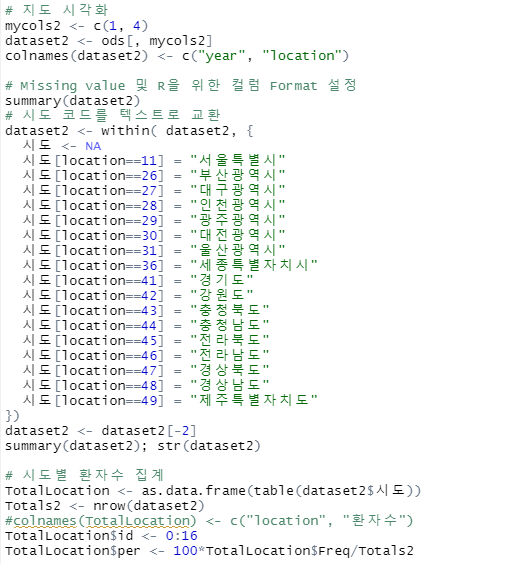 # 지도 시각화
mycols2 <- c(1, 4)
dataset2 <- ods[, mycols2]
colnames(dataset2) <- c("year", "location")

# Missing value 및 R을 위한 컬럼 Format 설정
summary(dataset2)
# 시도 코드를 텍스트로 교환
dataset2 <- within( dataset2, {
  시도 <- NA
  시도[location==11] = "서울특별시"
  시도[location==26] = "부산광역시"
  시도[location==27] = "대구광역시"
  시도[location==28] = "인천광역시"
  시도[location==29] = "광주광역시"
  시도[location==30] = "대전광역시"
  시도[location==31] = "울산광역시"
  시도[location==36] = "세종특별자치시"
  시도[location==41] = "경기도"
  시도[location==42] = "강원도"
  시도[location==43] = "충청북도"
  시도[location==44] = "충청남도"
  시도[location==45] = "전라북도"
  시도[location==46] = "전라남도"
  시도[location==47] = "경상북도"
  시도[location==48] = "경상남도"
  시도[location==49] = "제주특별자치도"
})
dataset2 <- dataset2[-2]
summary(dataset2); str(dataset2)

# 시도별 환자수 집계
TotalLocation <- as.data.frame(table(dataset2$시도))
Totals2 <- nrow(dataset2)
#colnames(TotalLocation) <- c("location", "환자수")
TotalLocation$id <- 0:16
TotalLocation$per <- 100*TotalLocation$Freq/Totals2